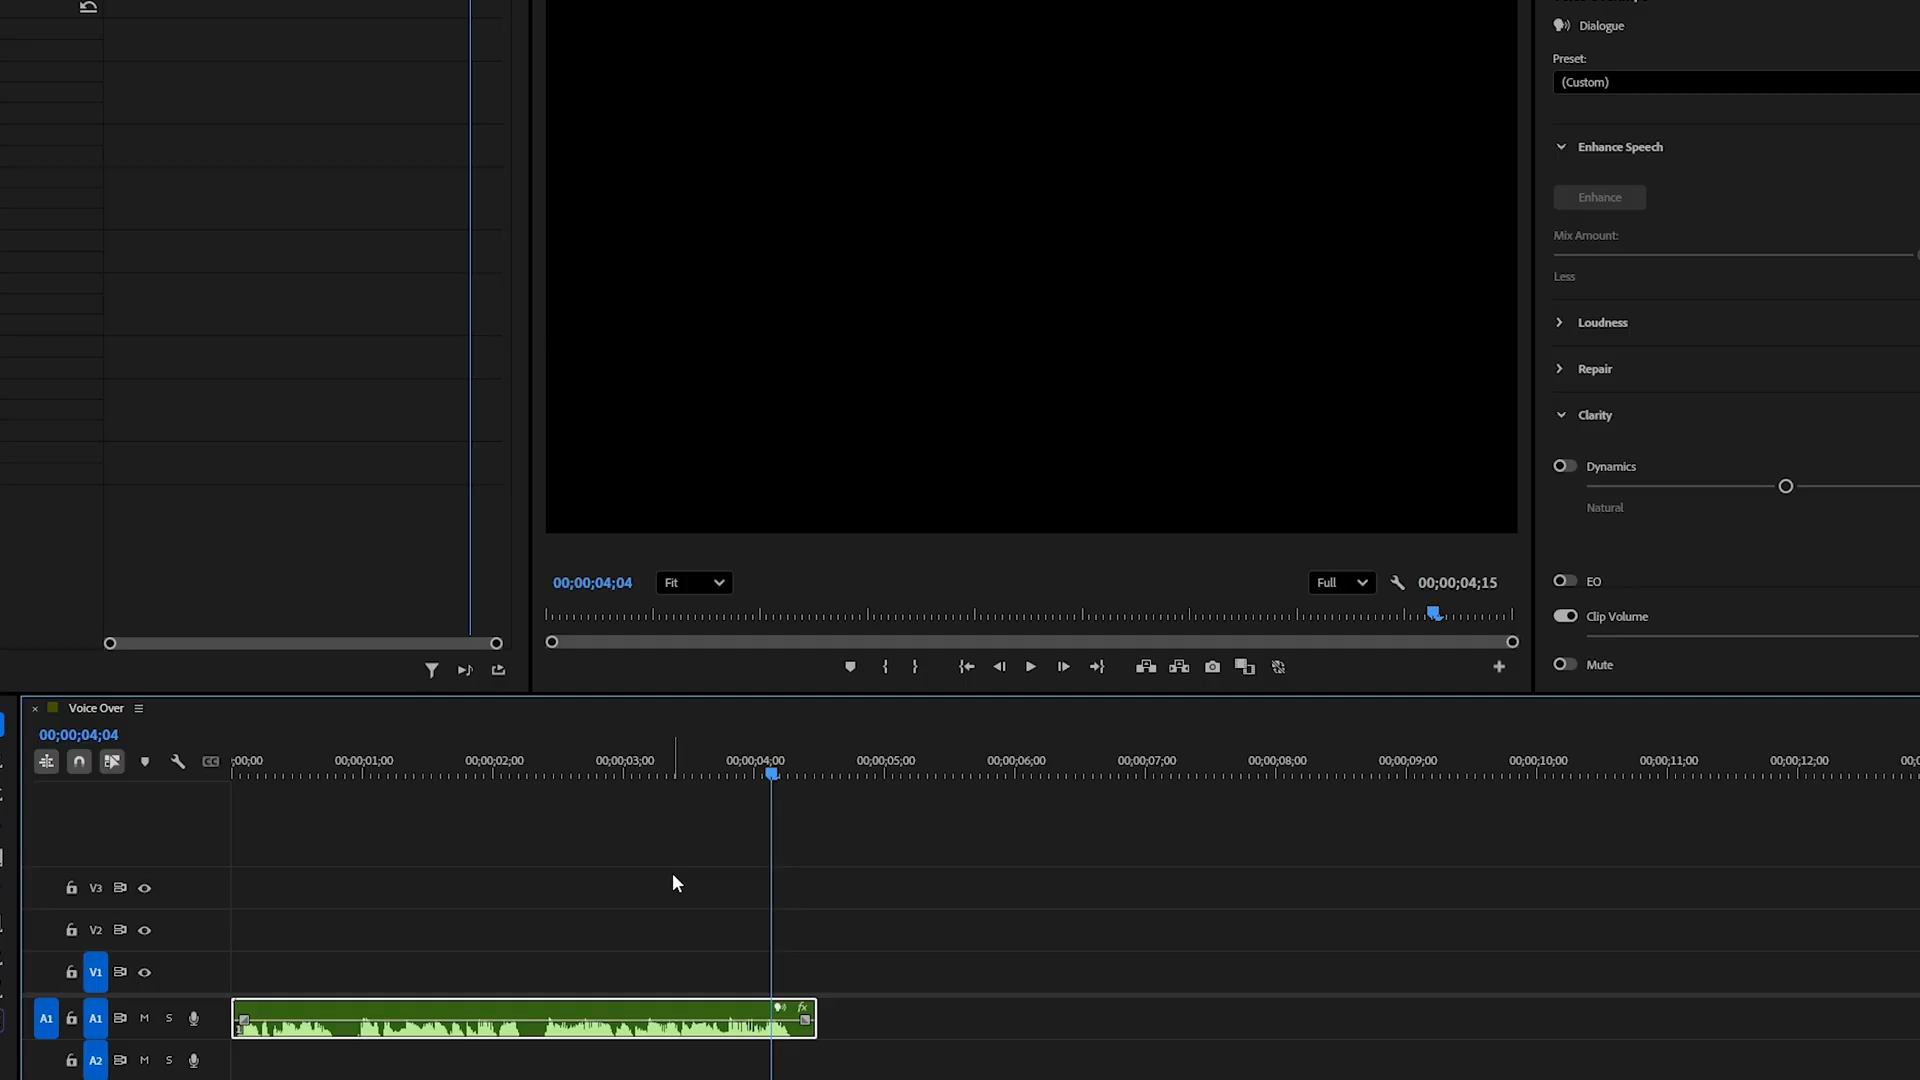 Dialogue
Preset:
(Custom)
Enhance Speech
Enhance
Mix Amount:
Less
Loudness
Repair
Clarity
Dynamics
Natural
EQ
Clip Volume
Mute
00;00;04;04
Fit
Full
00;00;04;15
× Voice Over
00;00;04;04
CC
;00;00 00;00;01;00 00;00;02;00 00;00;03;00 00;00;04;00 00;00;05;00 00;00;06;00 00;00;07;00 00;00;08;00 00;00;09;00 00;00;10;00 00;00;11;00 00;00;12;00
V3
V2
V1
A1 A1 M S
fx
A2 M S